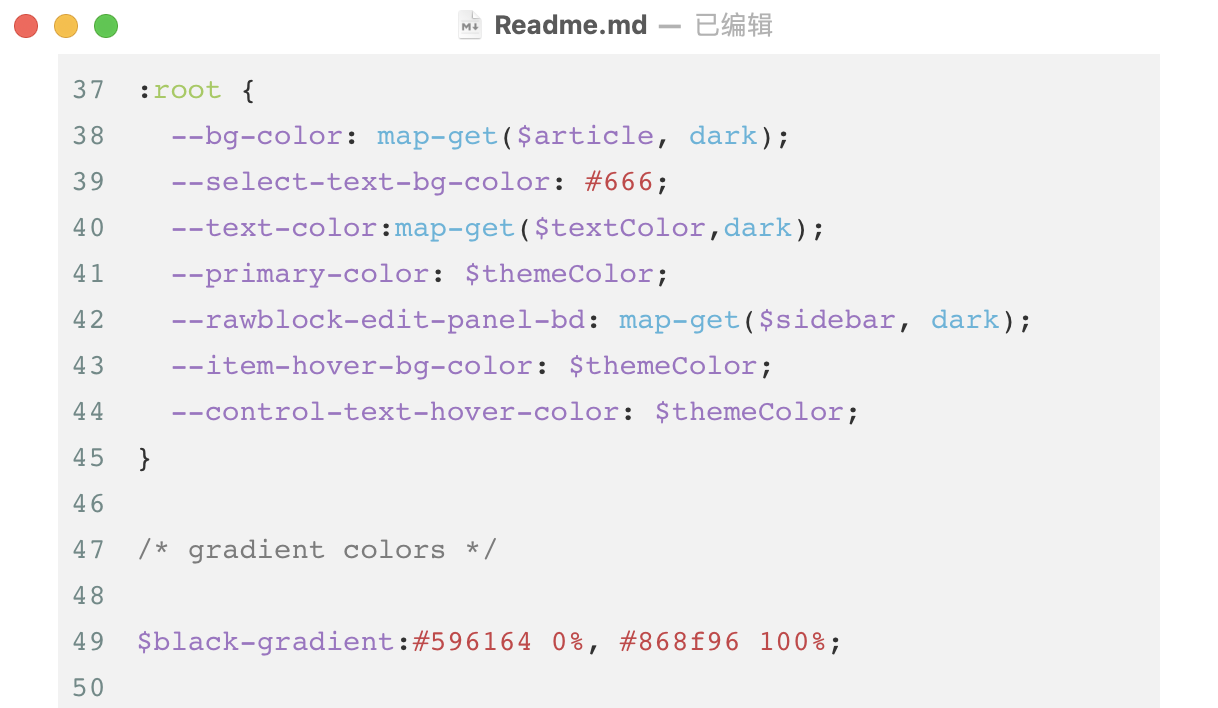 Readme.md — 已编辑
37 :root {
38   --bg-color: map-get($article, dark);
39   --select-text-bg-color: #666;
40   --text-color:map-get($textColor,dark);
41   --primary-color: $themeColor;
42   --rawblock-edit-panel-bd: map-get($sidebar, dark);
43   --item-hover-bg-color: $themeColor;
44   --control-text-hover-color: $themeColor;
45 }
46
47 /* gradient colors */
48
49 $black-gradient:#596164 0%, #868f96 100%;
50